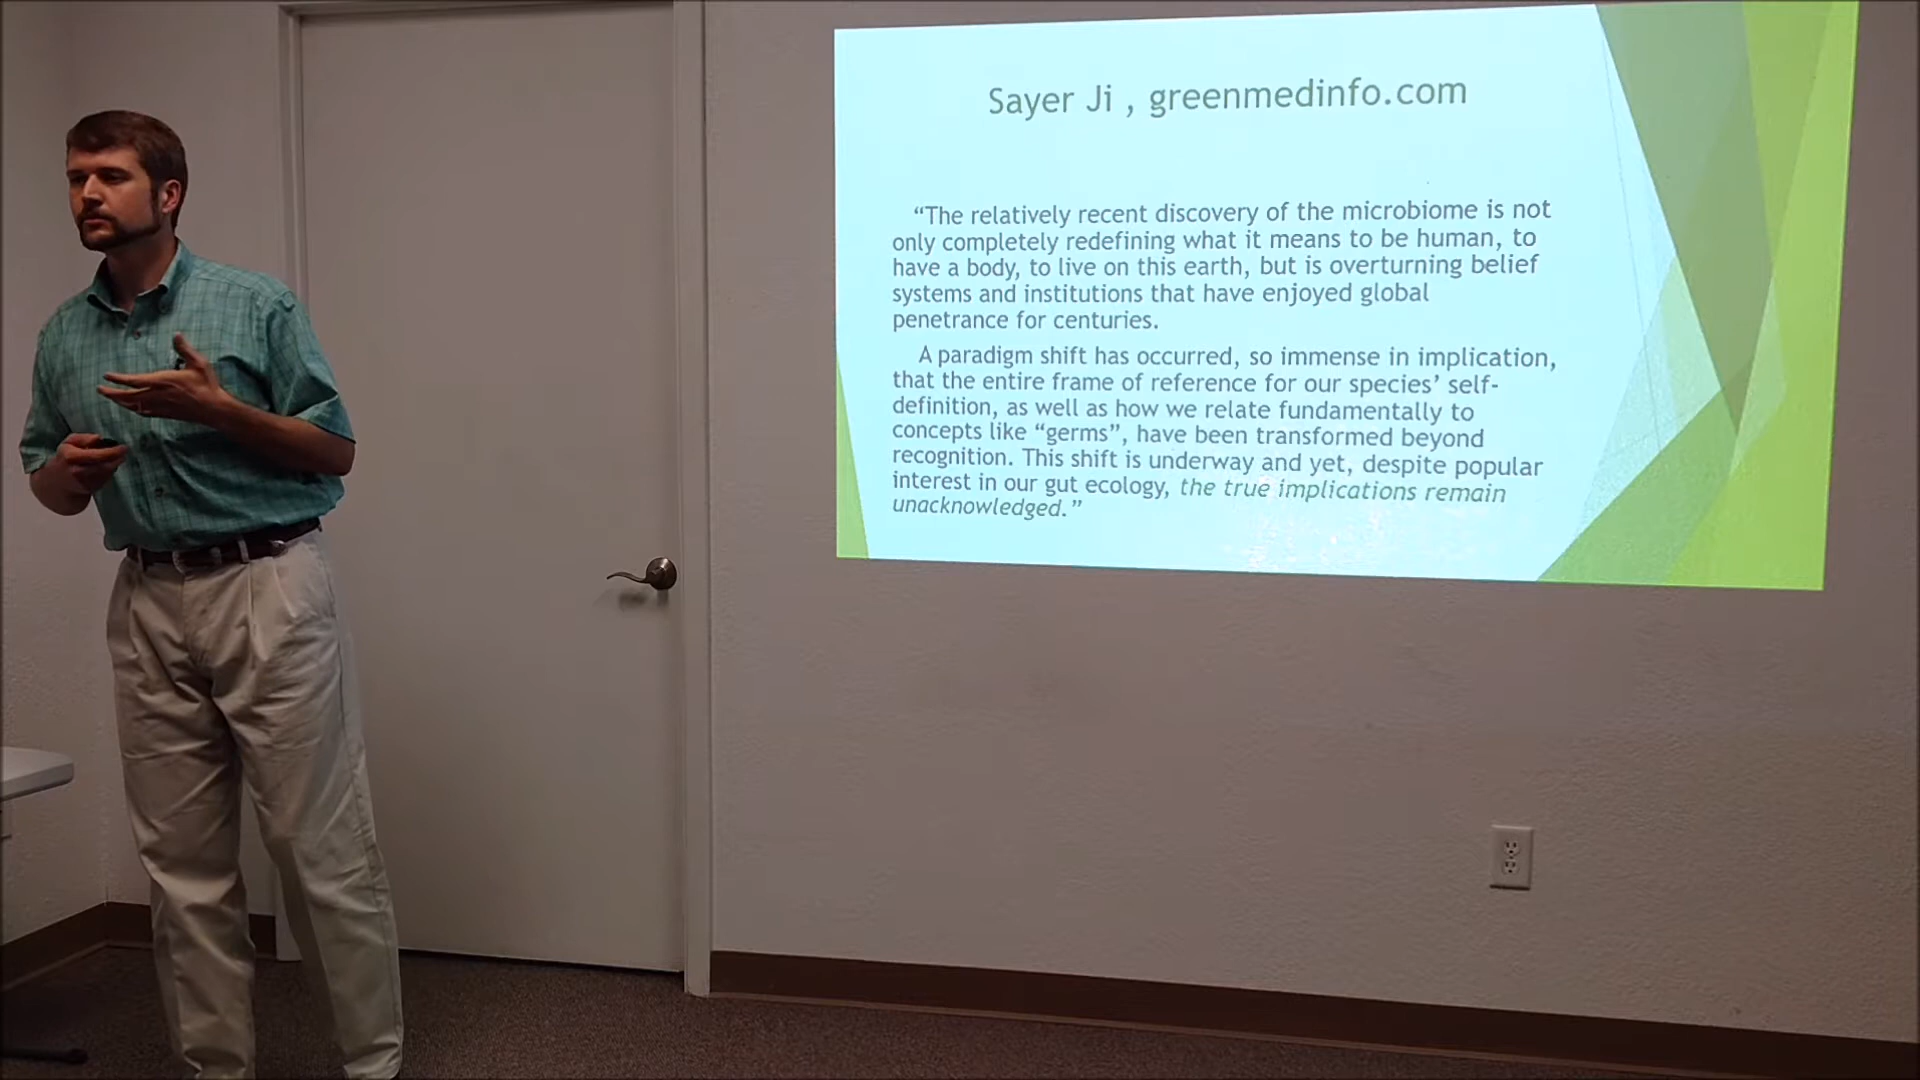 Sayer Ji , greenmedinfo.com
“The relatively recent discovery of the microbiome is not
only completely redefining what it means to be human, to
have a body, to live on this earth, but is overturning belief
systems and institutions that have enjoyed global
penetrance for centuries.
A paradigm shift has occurred, so immense in implication,
that the entire frame of reference for our species’ self-
definition, as well as how we relate fundamentally to
concepts like “germs”, have been transformed beyond
recognition. This shift is underway and yet, despite popular
interest in our gut ecology, the true implications remain
unacknowledged.”